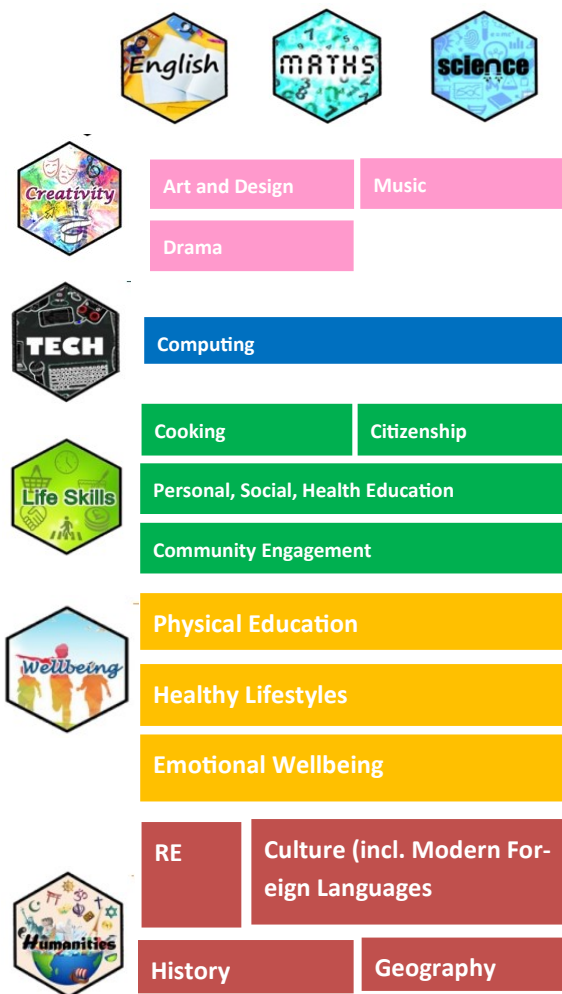 English
MATHS
science
Creativity
Art and Design
Music
Drama
TECH
Computing
Life Skills
Cooking
Citizenship
Personal, Social, Health Education
Community Engagement
Wellbeing
Physical Education
Healthy Lifestyles
Emotional Wellbeing
Humanities
RE
Culture (incl. Modern For-
eign Languages
History
Geography